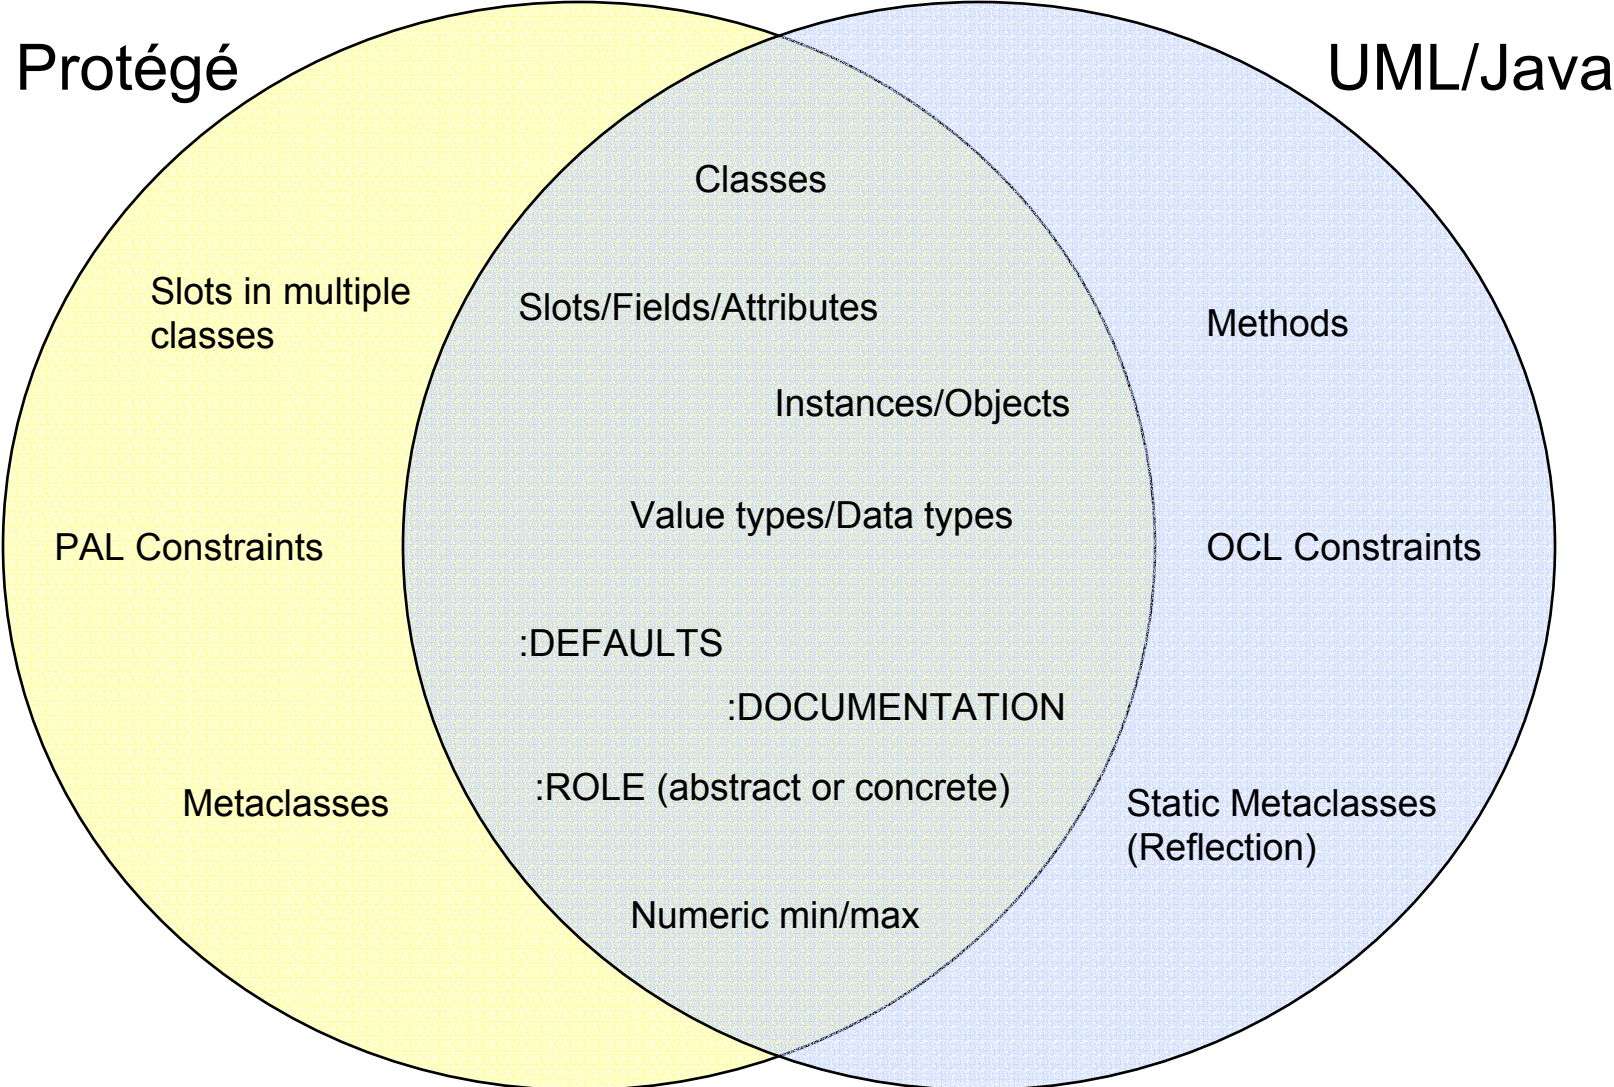 Protégé
UML/Java
Classes
Slots in multiple
classes
Slots/Fields/Attributes
Methods
Instances/Objects
Value types/Data types
PAL Constraints
OCL Constraints
:DEFAULTS
:DOCUMENTATION
:ROLE (abstract or concrete)
Metaclasses
Static Metaclasses
(Reflection)
Numeric min/max